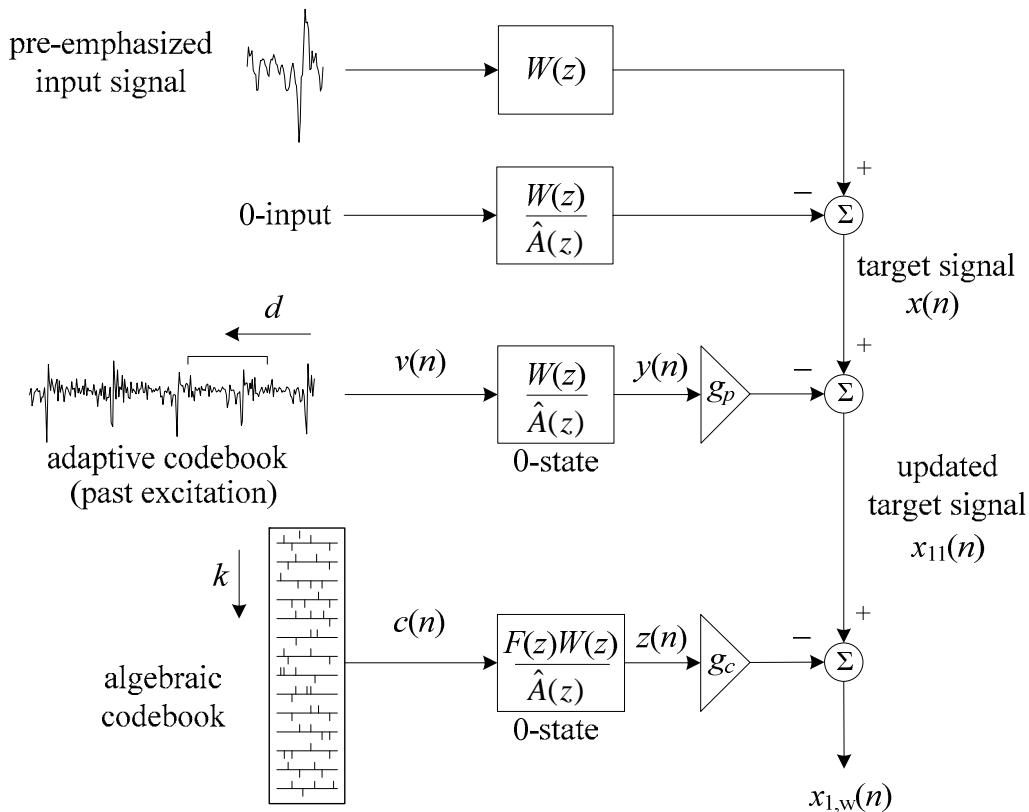 pre-emphasized
input signal
W(z)
+
0-input
W(z)
Â(z)
−
Σ
target signal
x(n)
d
v(n)
W(z)
Â(z)
0-state
y(n)
g_p
−
+
Σ
adaptive codebook
(past excitation)
updated
target signal
x_11(n)
k
algebraic
codebook
c(n)
F(z)W(z)
Â(z)
0-state
z(n)
g_c
−
+
Σ
x_1,w(n)